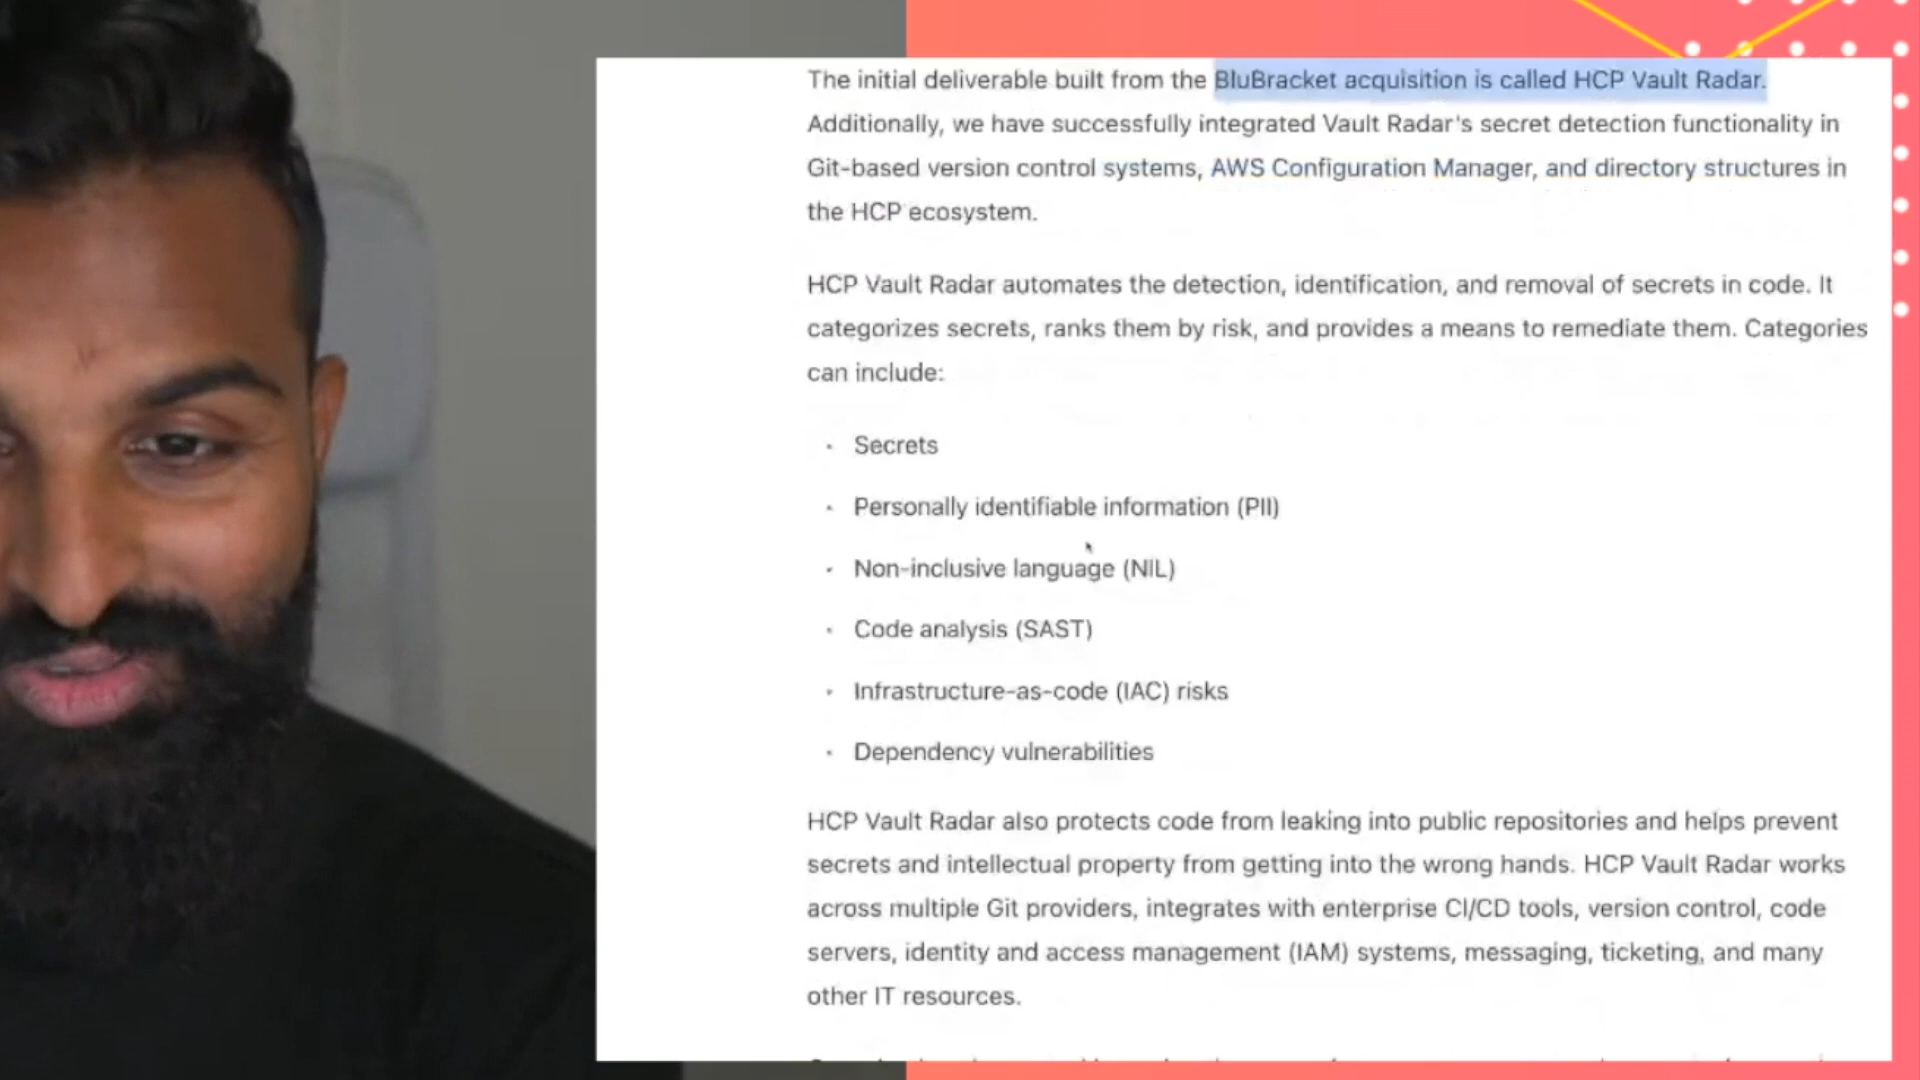 The initial deliverable built from the BluBracket acquisition is called HCP Vault Radar.
Additionally, we have successfully integrated Vault Radar's secret detection functionality in
Git-based version control systems, AWS Configuration Manager, and directory structures in
the HCP ecosystem.
HCP Vault Radar automates the detection, identification, and removal of secrets in code. It
categorizes secrets, ranks them by risk, and provides a means to remediate them. Categories
can include:
· Secrets
· Personally identifiable information (PII)
· Non-inclusive language (NIL)
· Code analysis (SAST)
· Infrastructure-as-code (IAC) risks
· Dependency vulnerabilities
HCP Vault Radar also protects code from leaking into public repositories and helps prevent
secrets and intellectual property from getting into the wrong hands. HCP Vault Radar works
across multiple Git providers, integrates with enterprise CI/CD tools, version control, code
servers, identity and access management (IAM) systems, messaging, ticketing, and many
other IT resources.